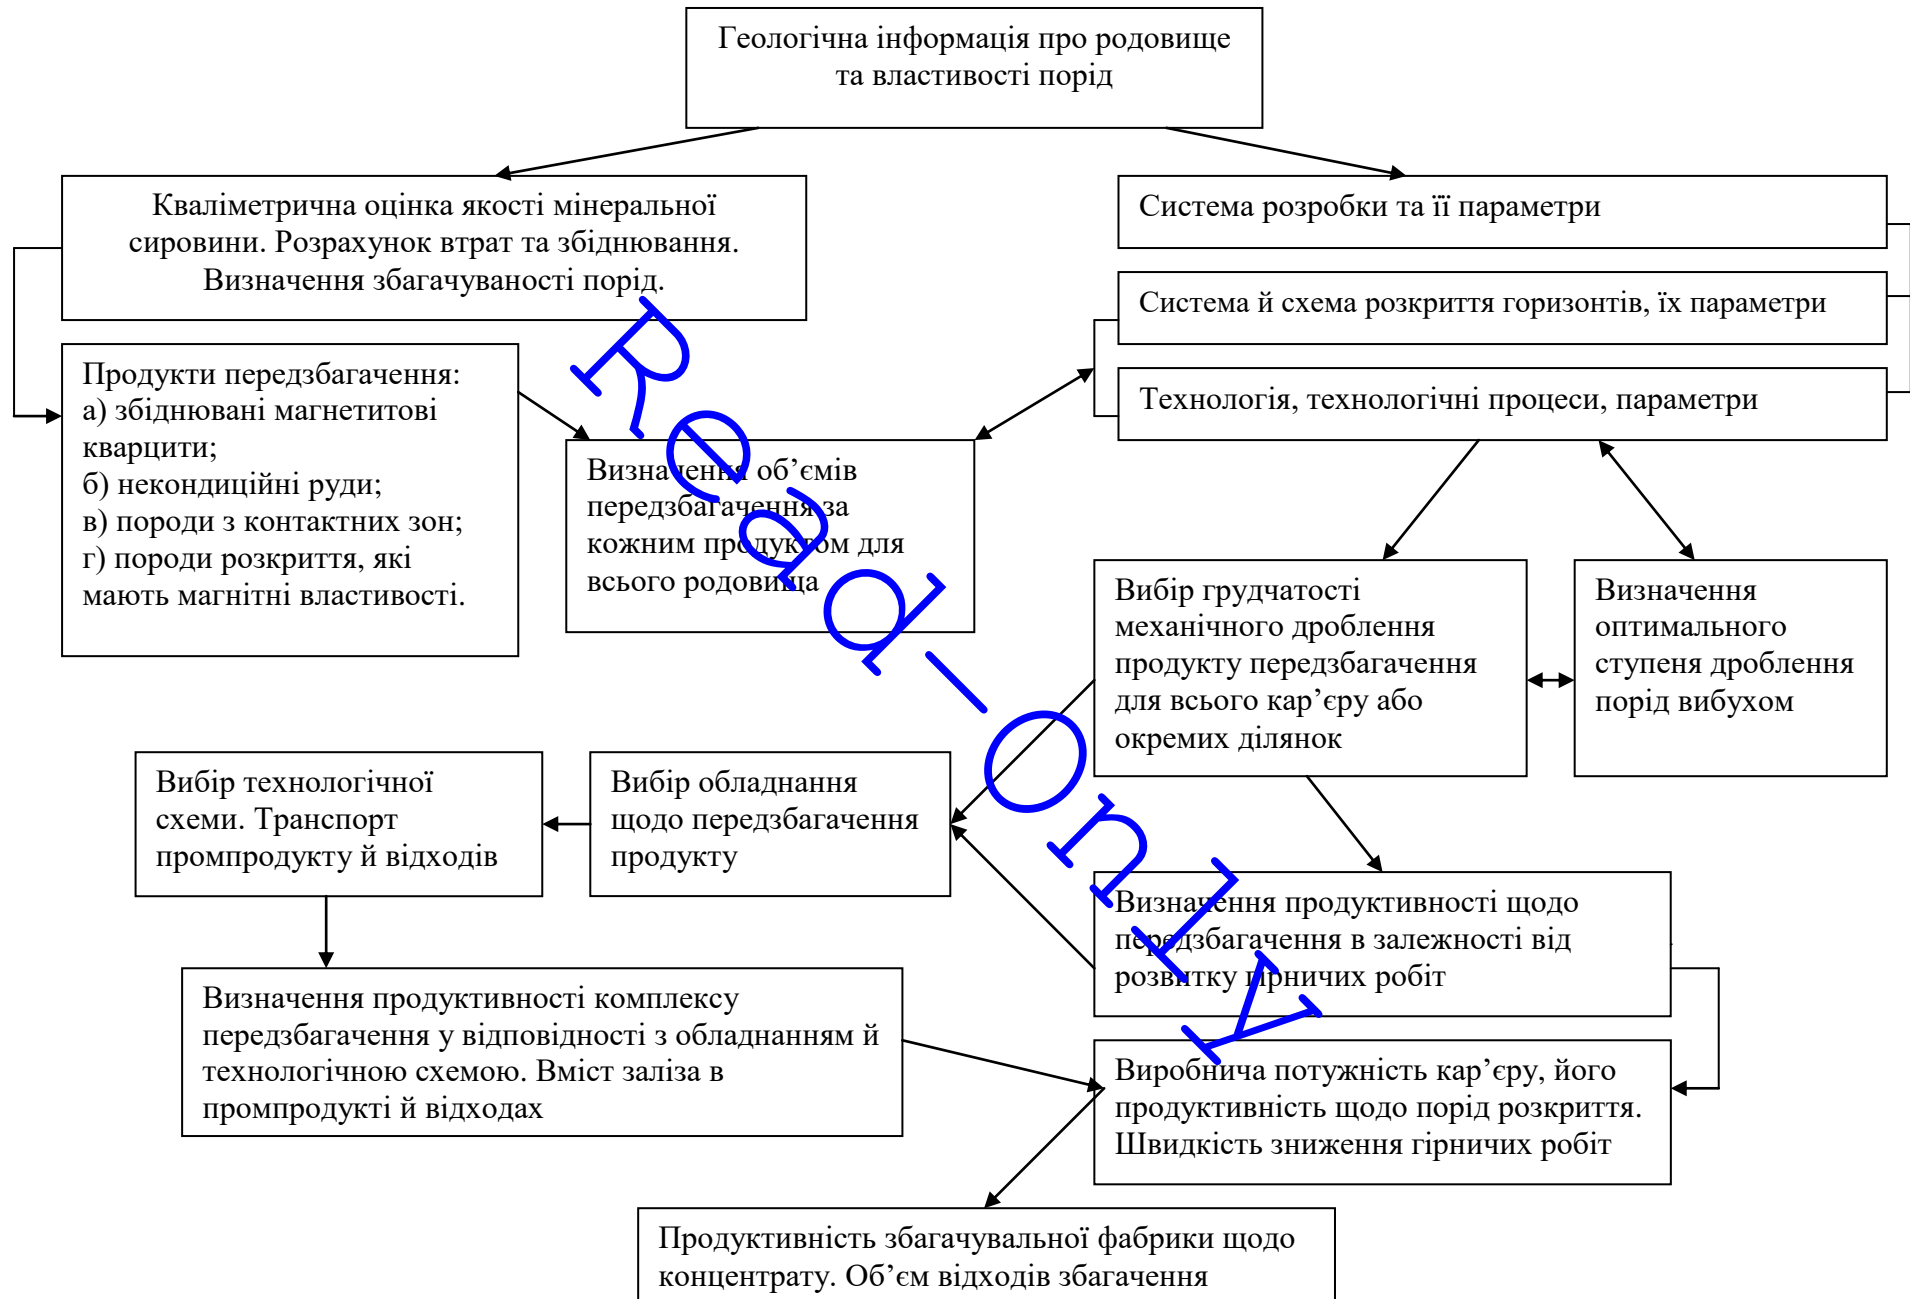 Геологічна інформація про родовище
та властивості порід
Кваліметрична оцінка якості мінеральної
сировини. Розрахунок втрат та збіднювання.
Визначення збагачуваності порід.
Система розробки та її параметри
Система й схема розкриття горизонтів, їх параметри
Технологія, технологічні процеси, параметри
Продукти передзбагачення:
а) збіднювані магнетитові
кварцити;
б) некондиційні руди;
в) породи з контактних зон;
г) породи розкриття, які
мають магнітні властивості.
Визначення об’ємів
передзбагачення за
кожним продуктом для
всього родовища
Вибір грудчатості
механічного дроблення
продукту передзбагачення
для всього кар’єру або
окремих ділянок
Визначення
оптимального
ступеня дроблення
порід вибухом
Вибір технологічної
схеми. Транспорт
промпродукту й відходів
Вибір обладнання
щодо передзбагачення
продукту
Визначення продуктивності щодо
передзбагачення в залежності від
розвитку гірничих робіт
Визначення продуктивності комплексу
передзбагачення у відповідності з обладнанням й
технологічною схемою. Вміст заліза в
промпродукті й відходах
Виробнича потужність кар’єру, його
продуктивність щодо порід розкриття.
Швидкість зниження гірничих робіт
Продуктивність збагачувальної фабрики щодо
концентрату. Об’єм відходів збагачення
Read-Only